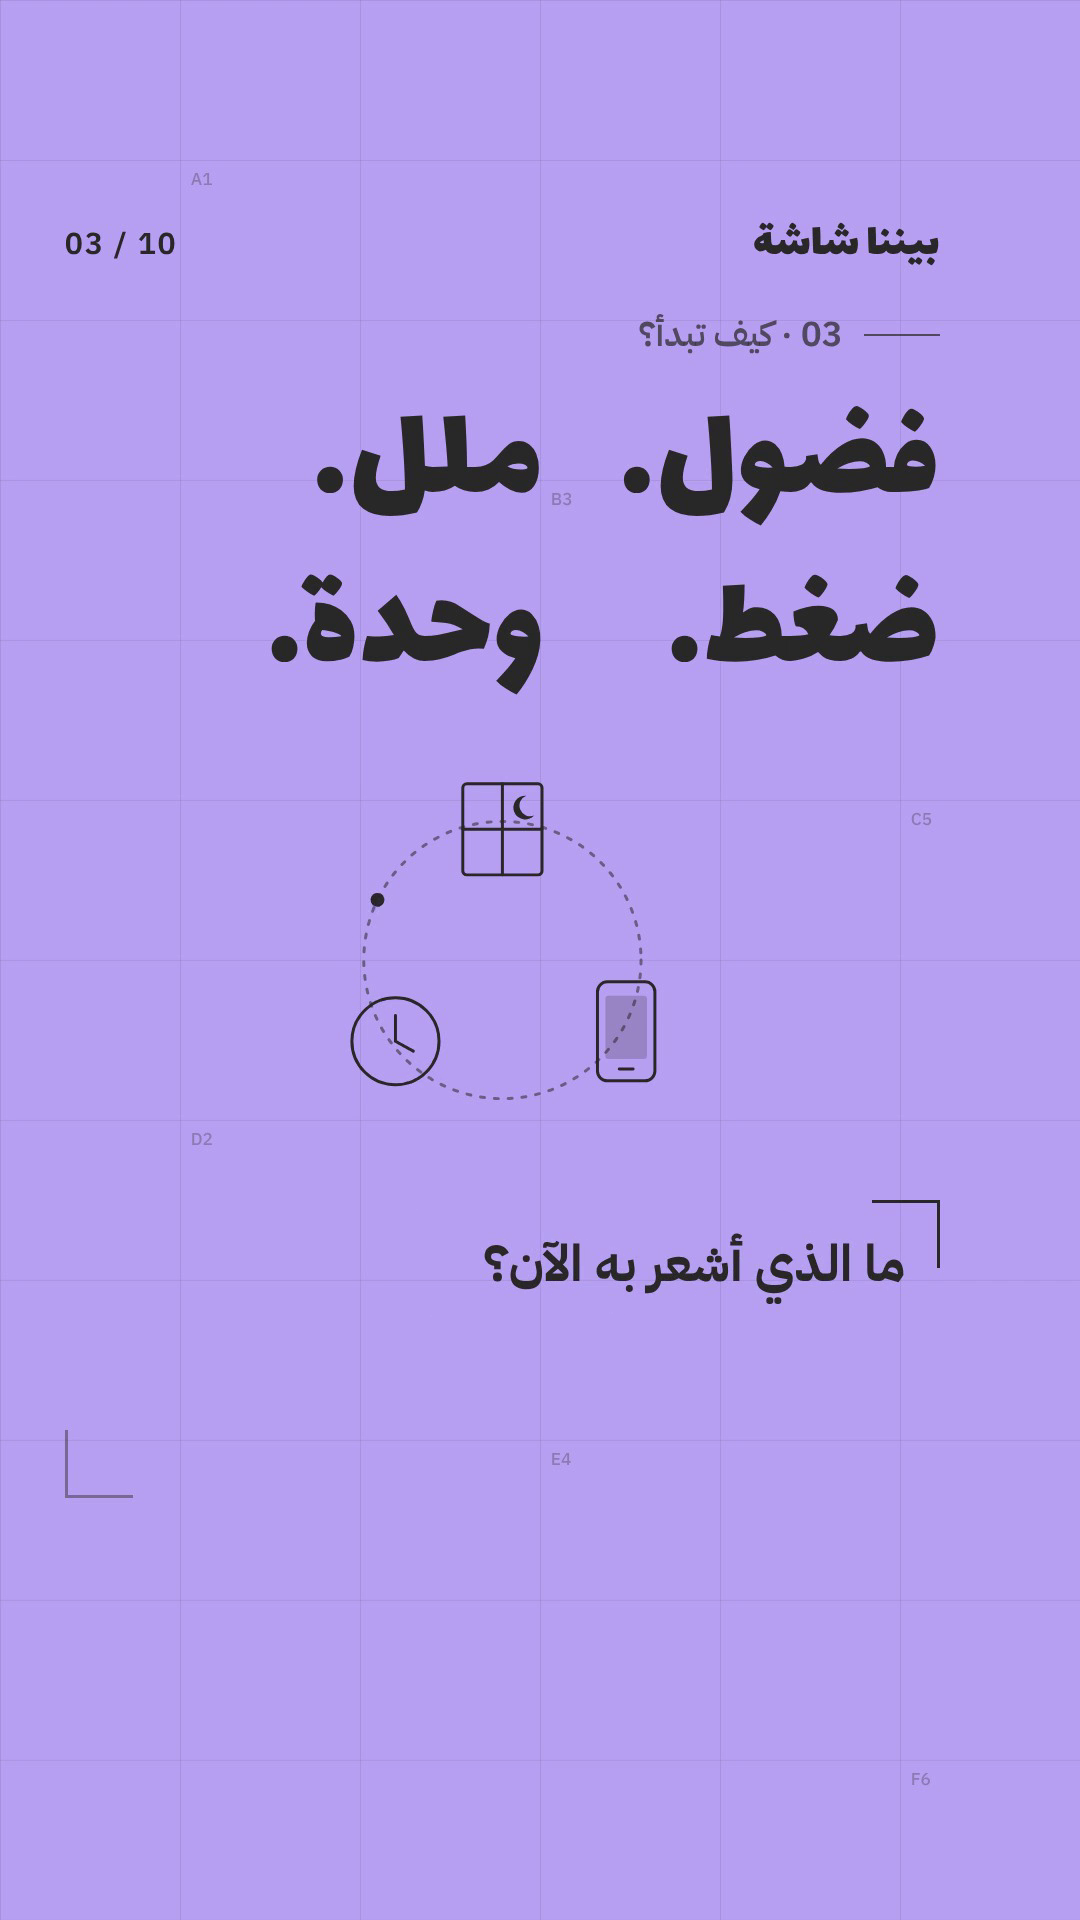 A1
بيننا شاشة
03 / 10
03 · كيف تبدأ؟
فضول. ملل.
B3
ضغط. وحدة.
C5
D2
ما الذي أشعر به الآن؟
E4
F6